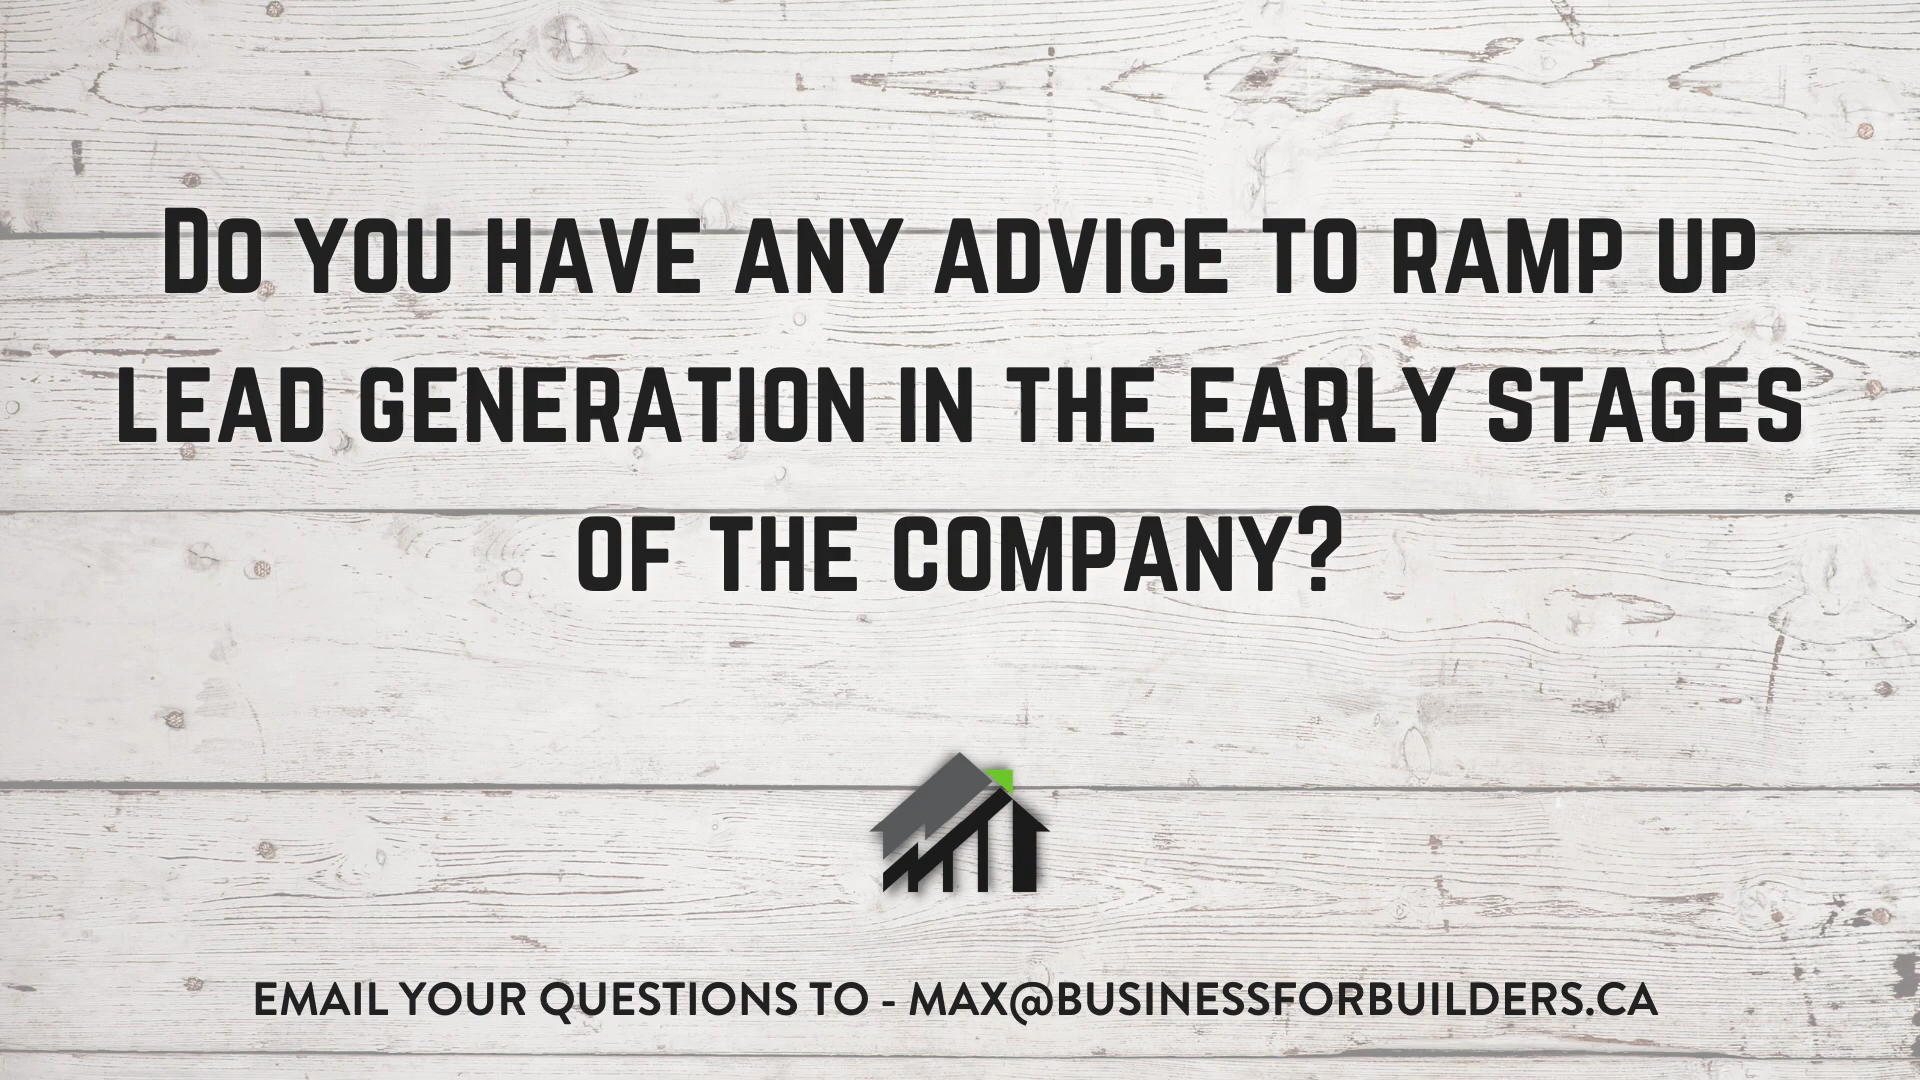 Do you have any advice to ramp up
lead generation in the early stages
of the company?
EMAIL YOUR QUESTIONS TO - MAX@BUSINESSFORBUILDERS.CA